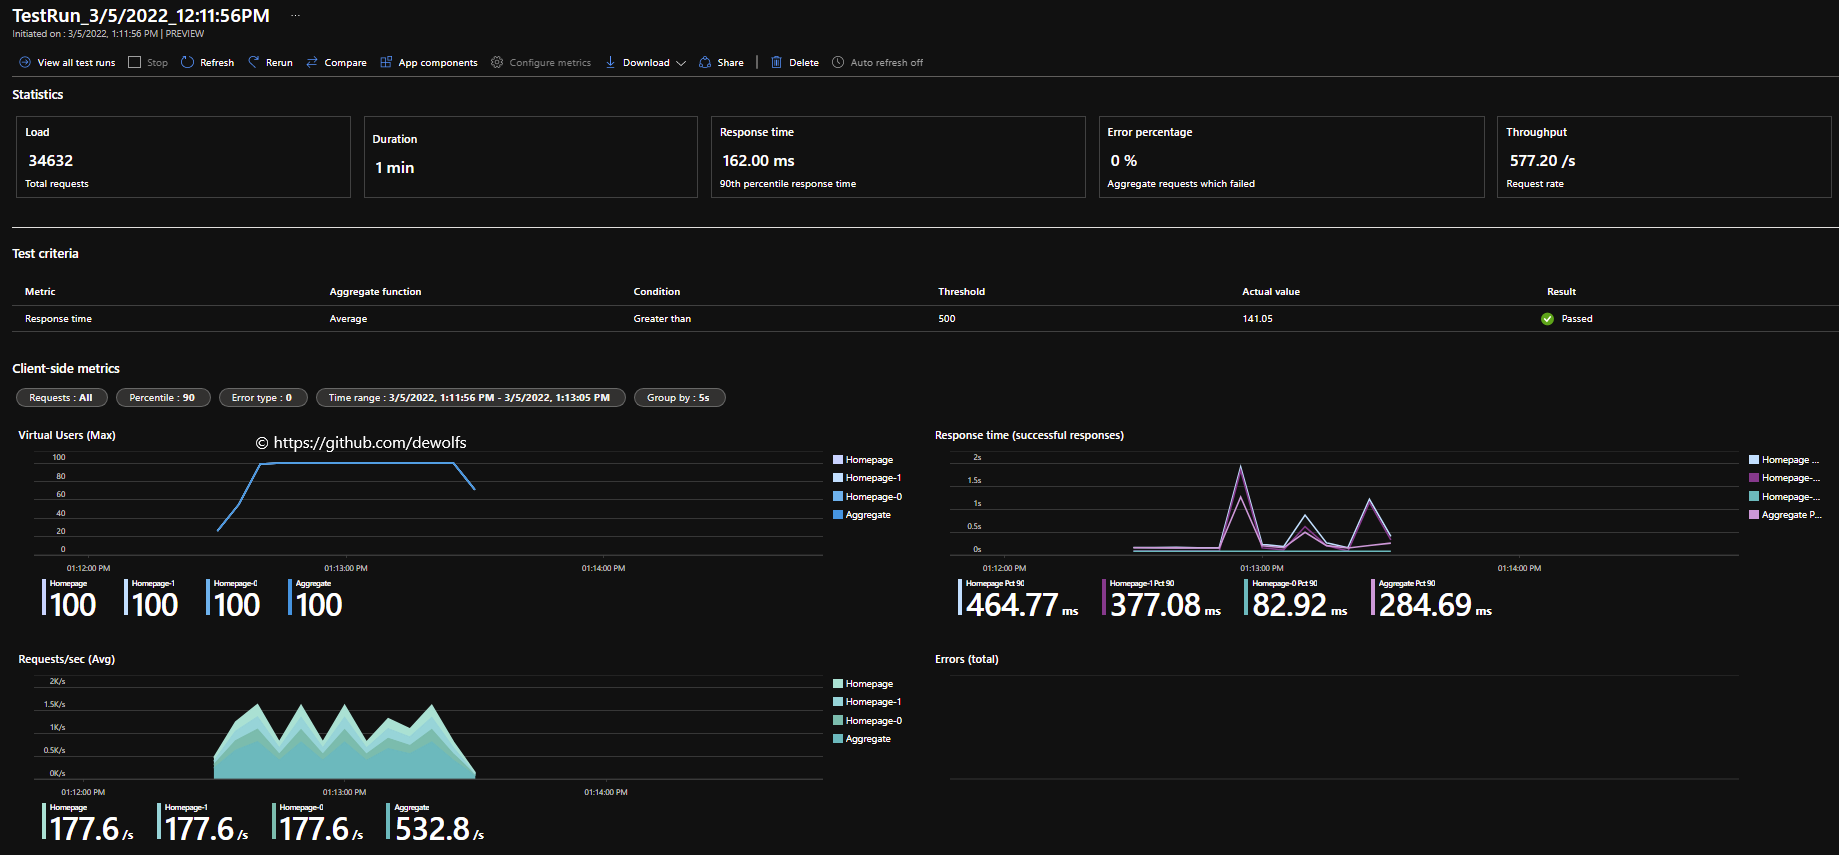 TestRun_3/5/2022_12:11:56PM ...
Initiated on : 3/5/2022, 1:11:56 PM | PREVIEW
View all test runs Stop Refresh Rerun Compare App components Configure metrics Download Share | Delete Auto refresh off
Statistics
Load
34632
Total requests
Duration
1 min
Response time
162.00 ms
90th percentile response time
Error percentage
0 %
Aggregate requests which failed
Throughput
577.20 /s
Request rate
Test criteria
Metric Aggregate function Condition Threshold Actual value Result
Response time Average Greater than 500 141.05 Passed
Client-side metrics
Requests : All Percentile : 90 Error type : 0 Time range : 3/5/2022, 1:11:56 PM - 3/5/2022, 1:13:05 PM Group by : 5s
Virtual Users (Max)
© https://github.com/dewolfs
100
80
60
40
20
0
01:12:00 PM 01:13:00 PM 01:14:00 PM
Homepage
Homepage-1
Homepage-0
Aggregate
Homepage Homepage-1 Homepage-0 Aggregate
100 100 100 100
Response time (successful responses)
2s
1.5s
1s
0.5s
0s
01:12:00 PM 01:13:00 PM 01:14:00 PM
Homepage ...
Homepage-...
Homepage-...
Aggregate P...
Homepage Pct 90 Homepage-1 Pct 90 Homepage-0 Pct 90 Aggregate Pct 90
464.77 ms 377.08 ms 82.92 ms 284.69 ms
Requests/sec (Avg)
2K/s
1.5K/s
1K/s
0.5K/s
0K/s
01:12:00 PM 01:13:00 PM 01:14:00 PM
Homepage
Homepage-1
Homepage-0
Aggregate
Homepage Homepage-1 Homepage-0 Aggregate
177.6 /s 177.6 /s 177.6 /s 532.8 /s
Errors (total)